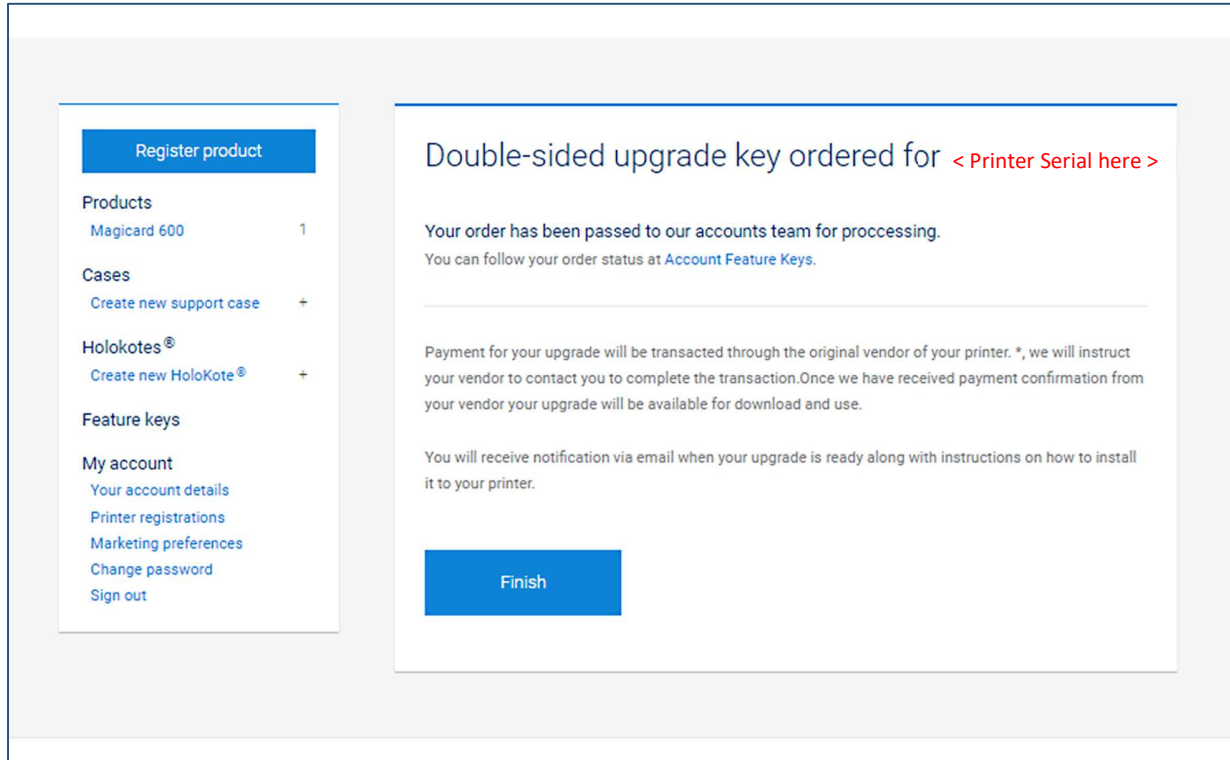 Register product
Products
Magicard 600 1
Cases
Create new support case +
Holokotes ®
Create new HoloKote ® +
Feature keys
My account
Your account details
Printer registrations
Marketing preferences
Change password
Sign out
Double-sided upgrade key ordered for < Printer Serial here >
Your order has been passed to our accounts team for proccessing.
You can follow your order status at Account Feature Keys.
Payment for your upgrade will be transacted through the original vendor of your printer. *, we will instruct
your vendor to contact you to complete the transaction.Once we have received payment confirmation from
your vendor your upgrade will be available for download and use.
You will receive notification via email when your upgrade is ready along with instructions on how to install
it to your printer.
Finish